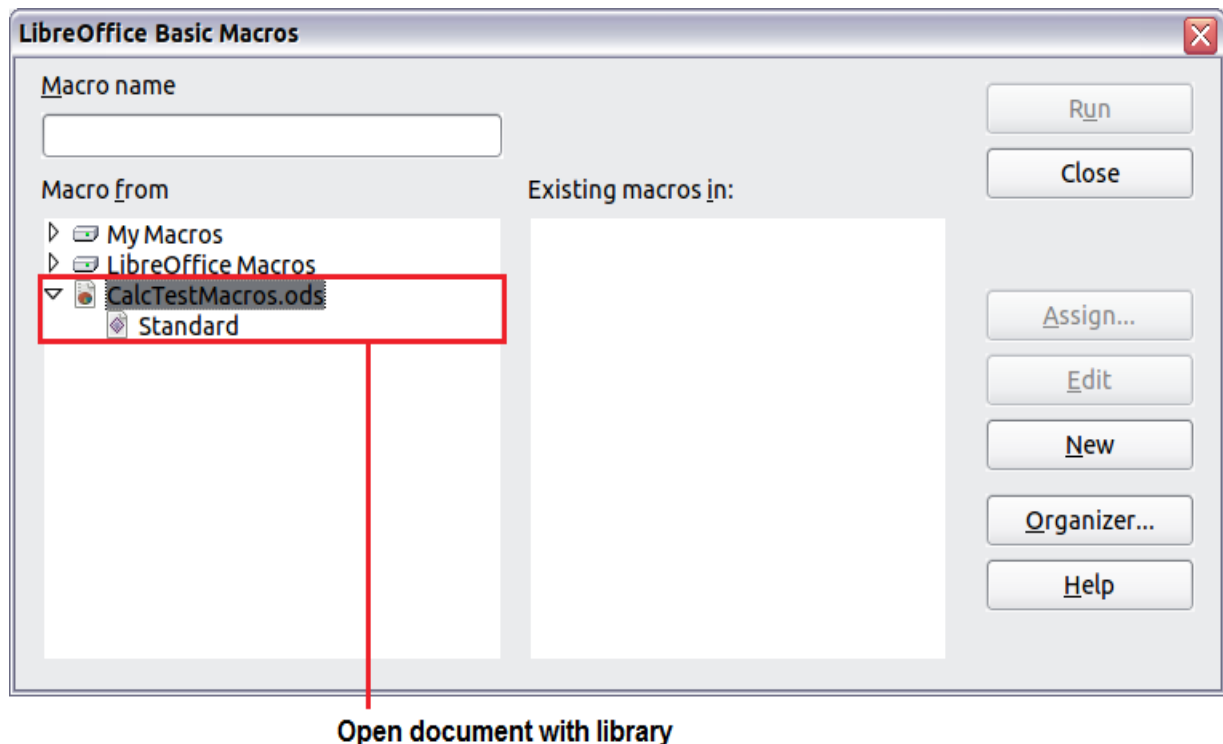 LibreOffice Basic Macros
Macro name
Run
Close
Macro from
Existing macros in:
My Macros
LibreOffice Macros
CalcTestMacros.ods
Standard
Assign...
Edit
New
Organizer...
Help
Open document with library